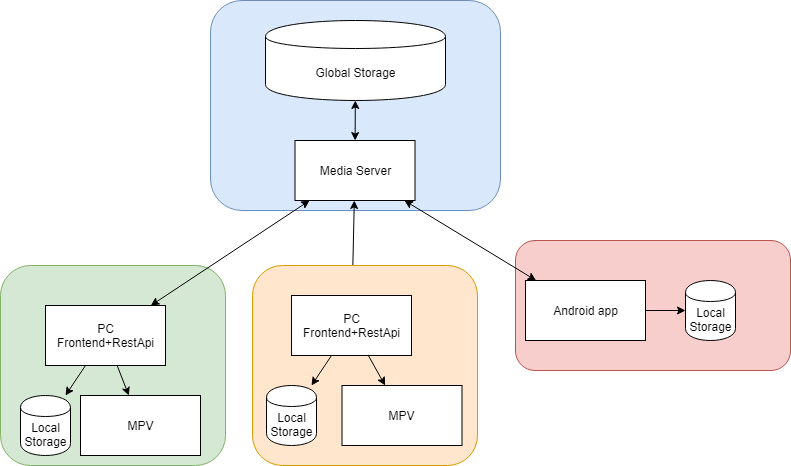 Global Storage
Media Server
PC
Frontend+RestApi
Local
Storage
MPV
PC
Frontend+RestApi
Local
Storage
MPV
Android app
Local
Storage